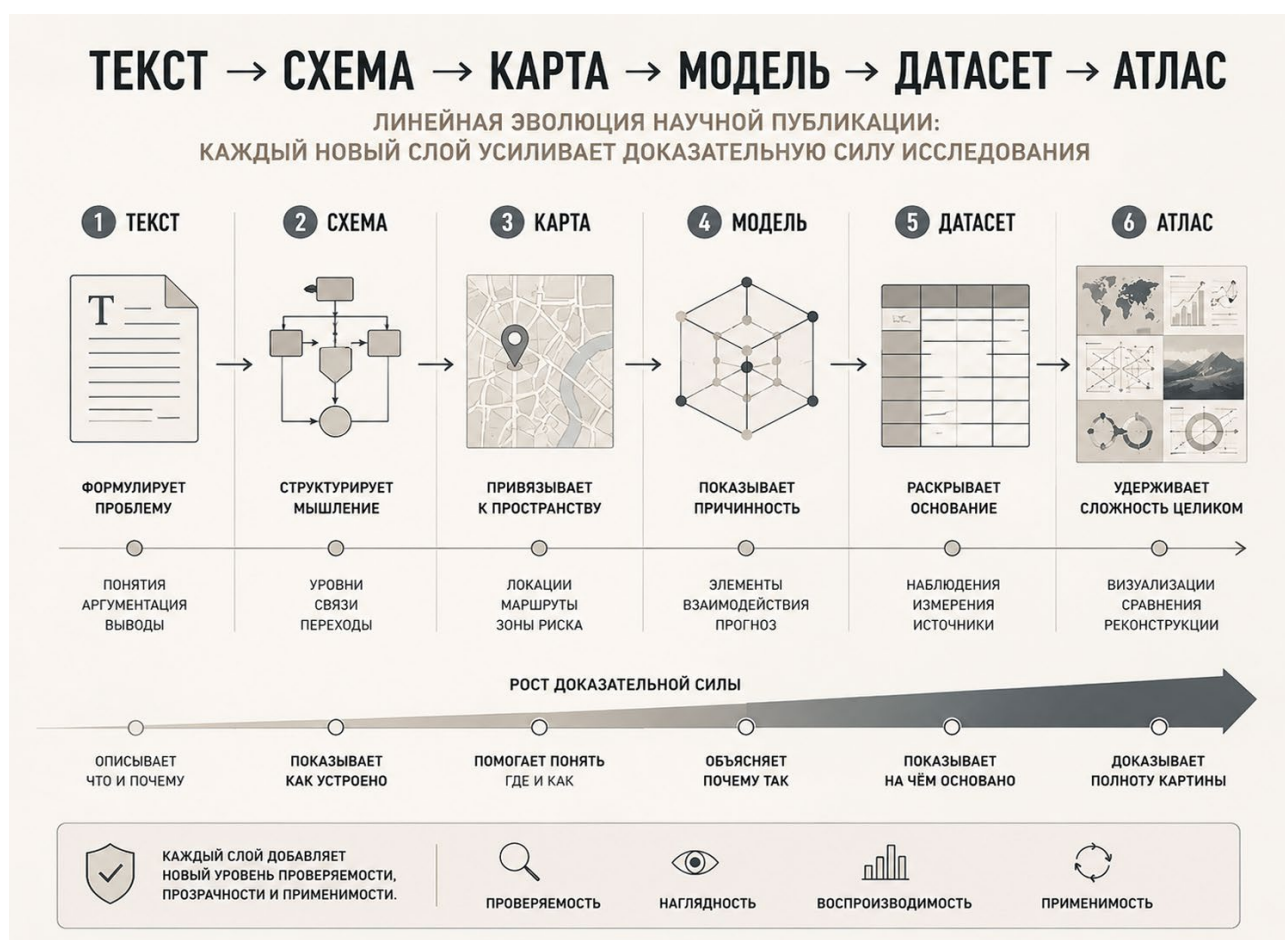 ТЕКСТ → СХЕМА → КАРТА → МОДЕЛЬ → ДАТАСЕТ → АТЛАС
ЛИНЕЙНАЯ ЭВОЛЮЦИЯ НАУЧНОЙ ПУБЛИКАЦИИ:
КАЖДЫЙ НОВЫЙ СЛОЙ УСИЛИВАЕТ ДОКАЗАТЕЛЬНУЮ СИЛУ ИССЛЕДОВАНИЯ
1 ТЕКСТ
T
ФОРМУЛИРУЕТ
ПРОБЛЕМУ
ПОНЯТИЯ
АРГУМЕНТАЦИЯ
ВЫВОДЫ
2 СХЕМА
СТРУКТУРИРУЕТ
МЫШЛЕНИЕ
УРОВНИ
СВЯЗИ
ПЕРЕХОДЫ
3 КАРТА
ПРИВЯЗЫВАЕТ
К ПРОСТРАНСТВУ
ЛОКАЦИИ
МАРШРУТЫ
ЗОНЫ РИСКА
4 МОДЕЛЬ
ПОКАЗЫВАЕТ
ПРИЧИННОСТЬ
ЭЛЕМЕНТЫ
ВЗАИМОДЕЙСТВИЯ
ПРОГНОЗ
5 ДАТАСЕТ
РАСКРЫВАЕТ
ОСНОВАНИЕ
НАБЛЮДЕНИЯ
ИЗМЕРЕНИЯ
ИСТОЧНИКИ
6 АТЛАС
УДЕРЖИВАЕТ
СЛОЖНОСТЬ ЦЕЛИКОМ
ВИЗУАЛИЗАЦИИ
СРАВНЕНИЯ
РЕКОНСТРУКЦИИ
РОСТ ДОКАЗАТЕЛЬНОЙ СИЛЫ
ОПИСЫВАЕТ
ЧТО И ПОЧЕМУ
ПОКАЗЫВАЕТ
КАК УСТРОЕНО
ПОМОГАЕТ ПОНЯТЬ
ГДЕ И КАК
ОБЪЯСНЯЕТ
ПОЧЕМУ ТАК
ПОКАЗЫВАЕТ
НА ЧЁМ ОСНОВАНО
ДОКАЗЫВАЕТ
ПОЛНОТУ КАРТИНЫ
КАЖДЫЙ СЛОЙ ДОБАВЛЯЕТ
НОВЫЙ УРОВЕНЬ ПРОВЕРЯЕМОСТИ,
ПРОЗРАЧНОСТИ И ПРИМЕНИМОСТИ.
ПРОВЕРЯЕМОСТЬ
НАГЛЯДНОСТЬ
ВОСПРОИЗВОДИМОСТЬ
ПРИМЕНИМОСТЬ